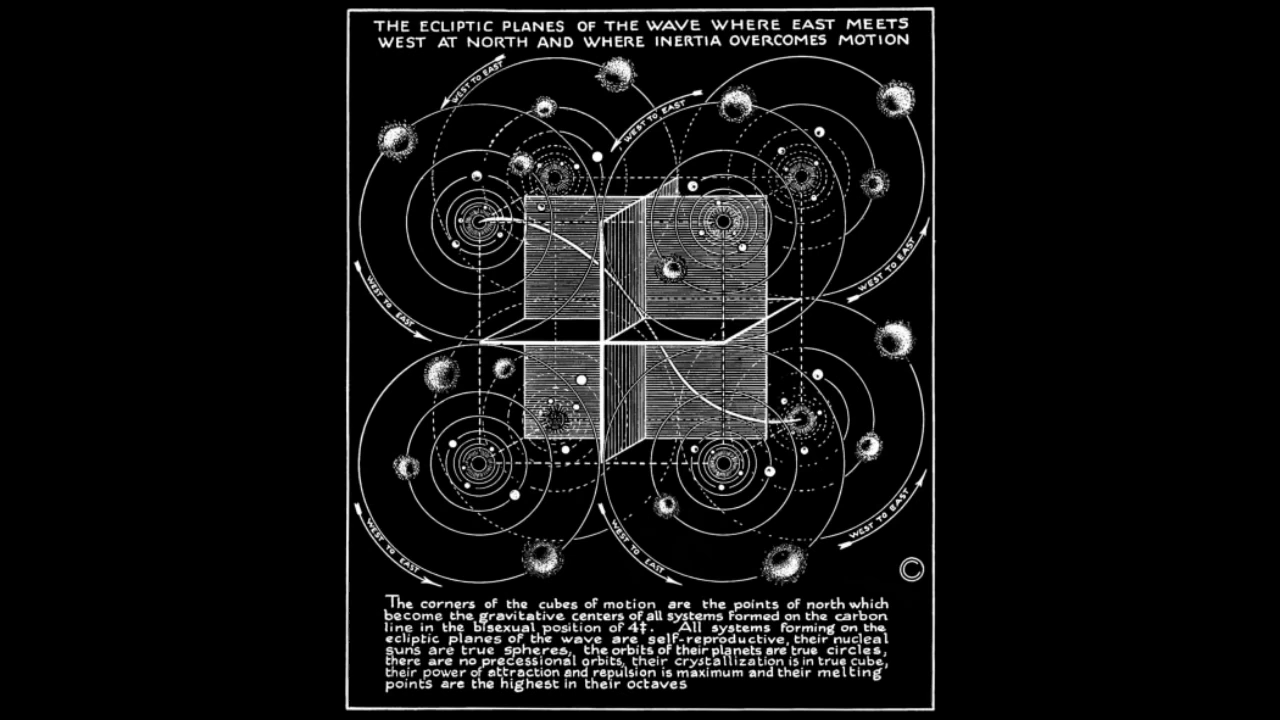 THE ECLIPTIC PLANES OF THE WAVE WHERE EAST MEETS
WEST AT NORTH AND WHERE INERTIA OVERCOMES MOTION
WEST TO EAST
WEST TO EAST
WEST TO EAST
WEST TO EAST
WEST TO EAST
WEST TO EAST
WEST TO EAST
©
The corners of the cubes of motion are the points of north which
become the gravitative centers of all systems formed on the carbon
line in the bisexual position of 4‡. All systems forming on the
ecliptic planes of the wave are self-reproductive, their nuclear
suns are true spheres, the orbits of their planets are true circles,
there are no precessional orbits, their crystallization is in true cube,
their power of attraction and repulsion is maximum and their melting
points are the highest in their octaves